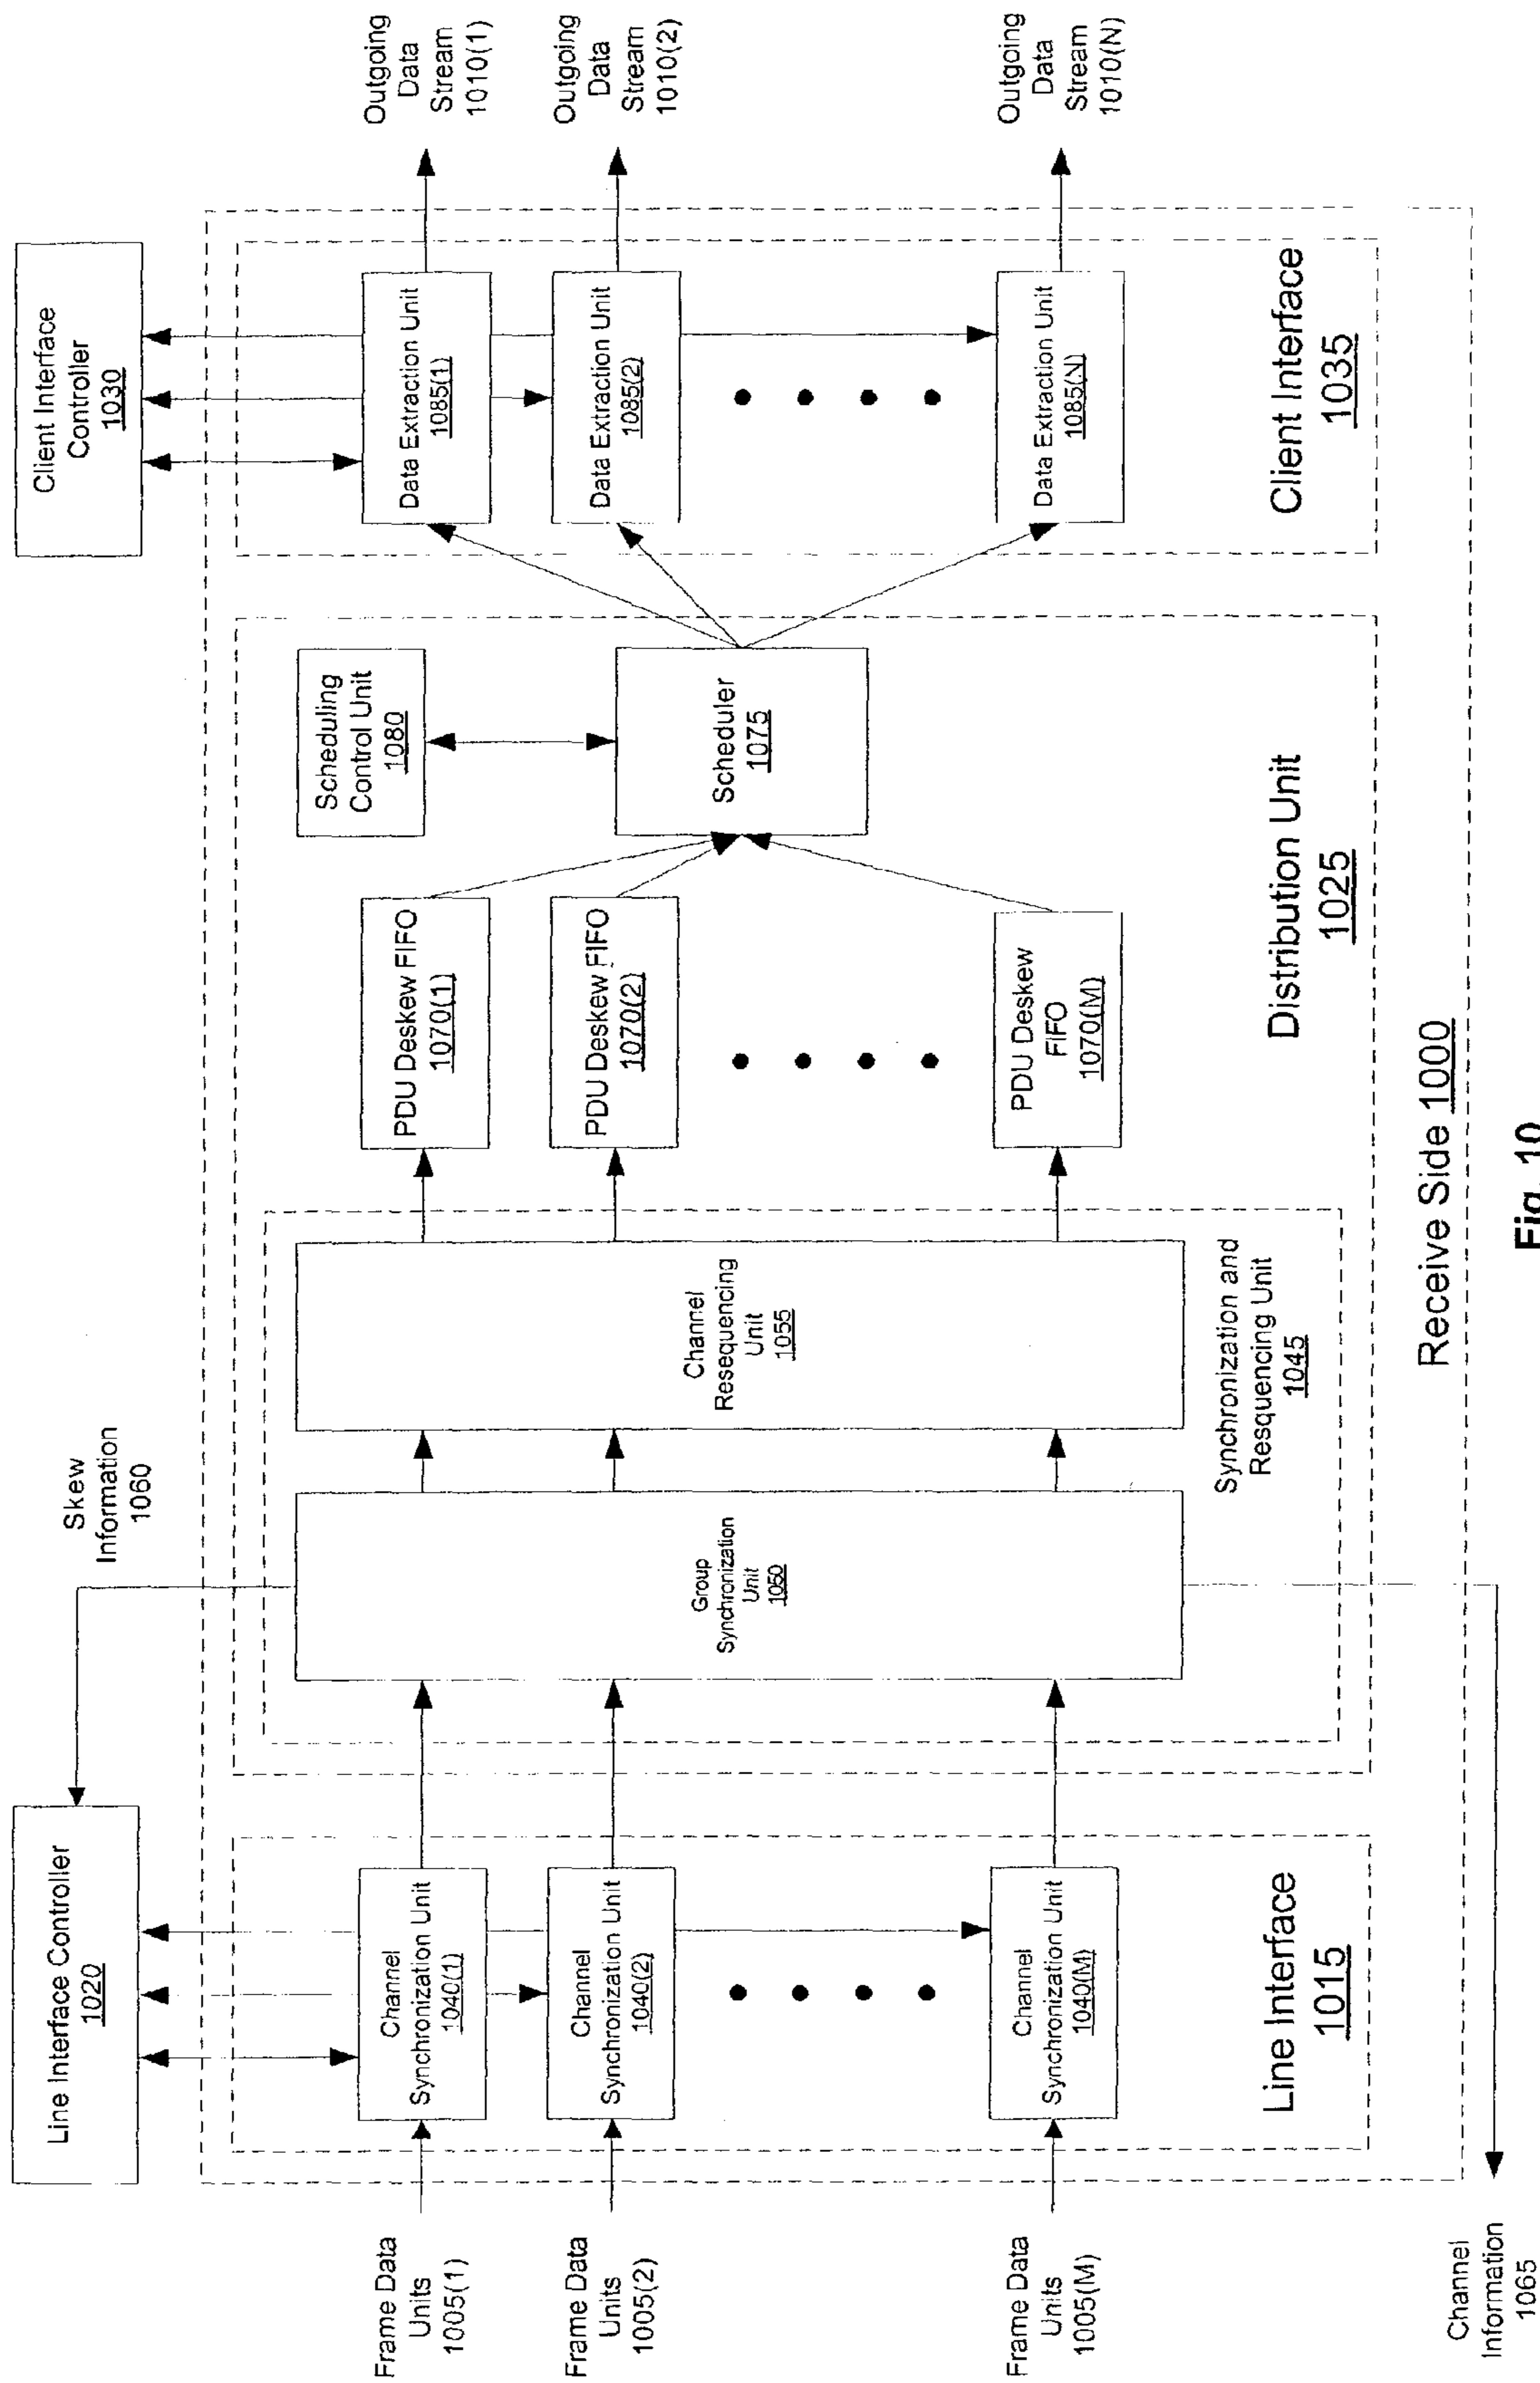 Line Interface Controller
1020
Skew
Information
1060
Client Interface
Controller
1030
Frame Data
Units
1005(1)
Channel
Synchronization Unit
1040(1)
PDU Deskew FIFO
1070(1)
Scheduling
Control Unit
1080
Data Extraction Unit
1085(1)
Outgoing
Data
Stream
1010(1)
Frame Data
Units
1005(2)
Channel
Synchronization Unit
1040(2)
PDU Deskew FIFO
1070(2)
Data Extraction Unit
1085(2)
Outgoing
Data
Stream
1010(2)
Group
Synchronization
Unit
1050
Channel
Resequencing
Unit
1055
Scheduler
1075
Frame Data
Units
1005(M)
Channel
Synchronization Unit
1040(M)
PDU Deskew
FIFO
1070(M)
Data Extraction Unit
1085(N)
Outgoing
Data
Stream
1010(N)
Line Interface
1015
Synchronization and
Resquencing Unit
1045
Distribution Unit
1025
Client Interface
1035
Receive Side 1000
Channel
Information
1065
Fig. 10